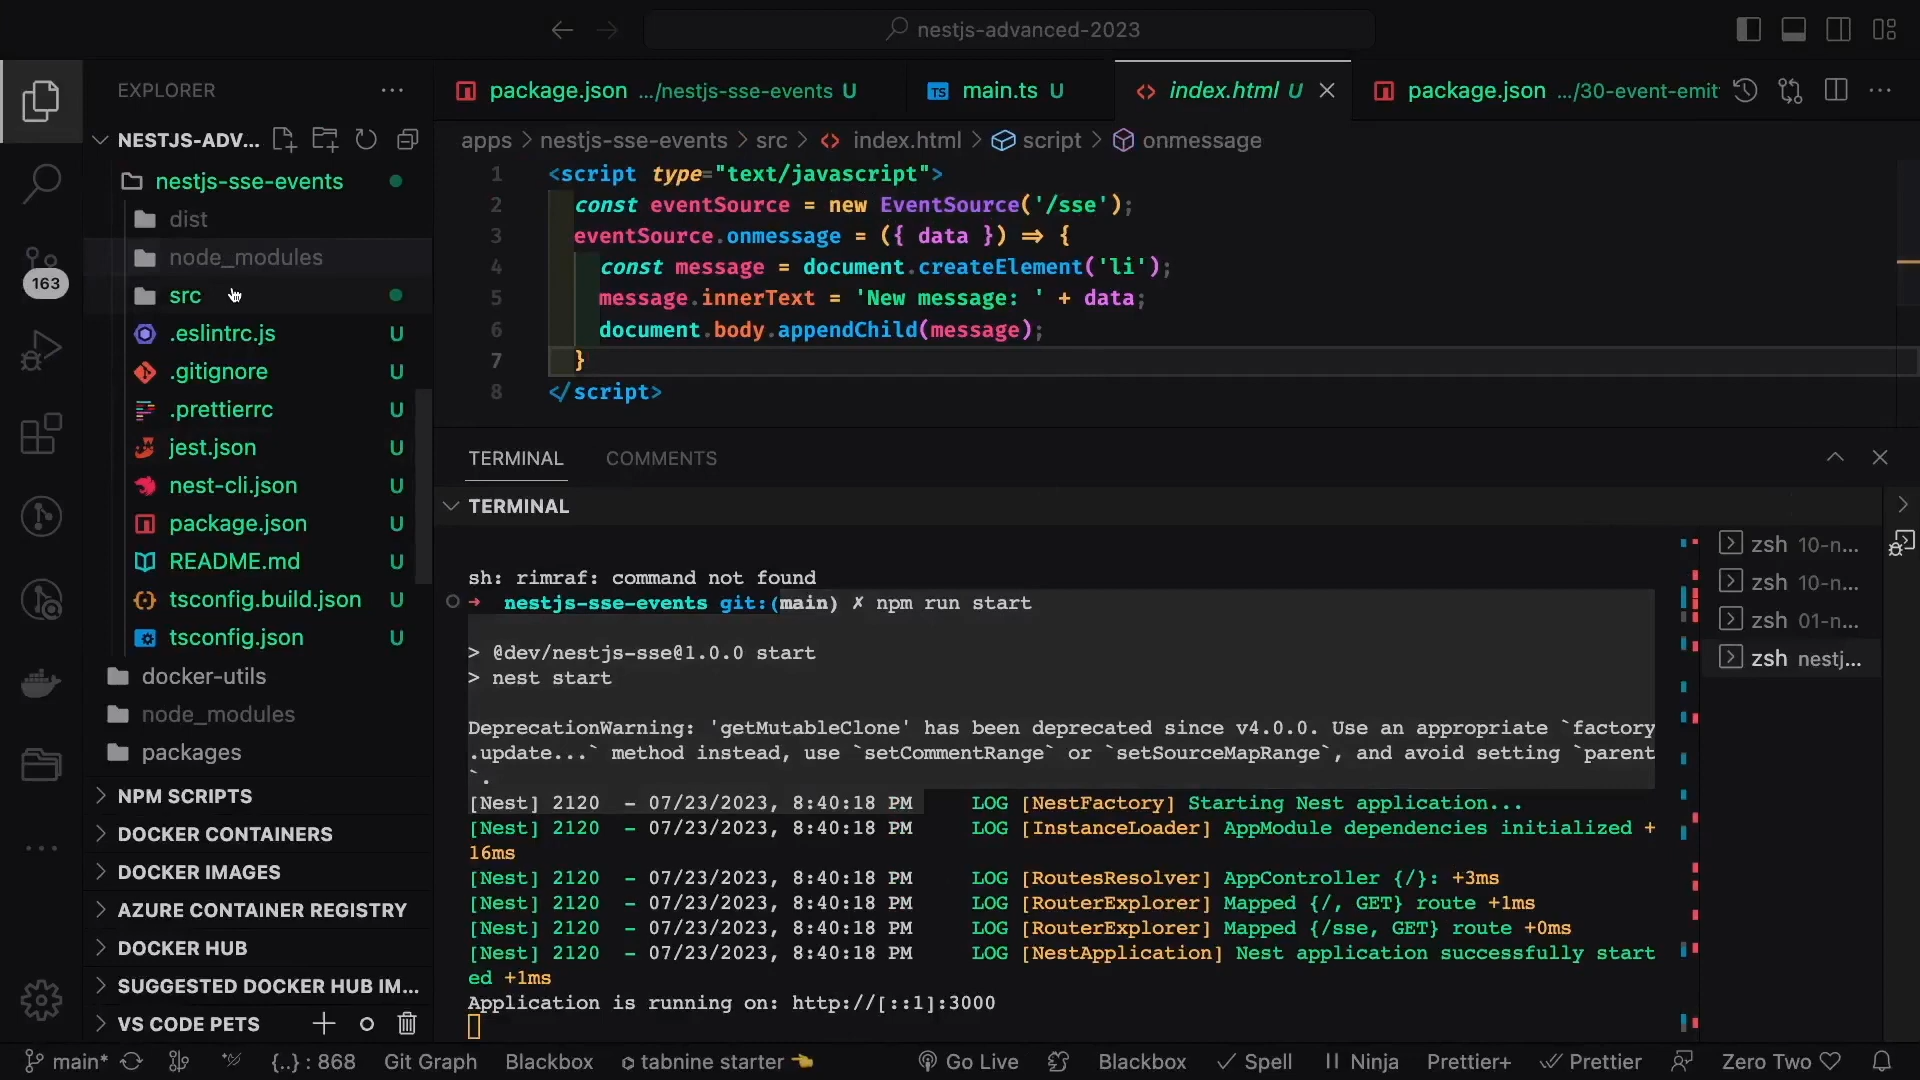 nestjs-advanced-2023
EXPLORER
NESTJS-ADV...
nestjs-sse-events
dist
node_modules
src
.eslintrc.js U
.gitignore U
.prettierrc U
jest.json U
nest-cli.json U
package.json U
README.md U
tsconfig.build.json U
tsconfig.json U
docker-utils
node_modules
packages
NPM SCRIPTS
DOCKER CONTAINERS
DOCKER IMAGES
AZURE CONTAINER REGISTRY
DOCKER HUB
SUGGESTED DOCKER HUB IM...
VS CODE PETS
163
package.json .../nestjs-sse-events U
TS main.ts U
index.html U
package.json .../30-event-emit
apps > nestjs-sse-events > src > index.html > script > onmessage
1 <script type="text/javascript">
2 const eventSource = new EventSource('/sse');
3 eventSource.onmessage = ({ data }) => {
4 const message = document.createElement('li');
5 message.innerText = 'New message: ' + data;
6 document.body.appendChild(message);
7 }
8 </script>
TERMINAL COMMENTS
TERMINAL
sh: rimraf: command not found
→ nestjs-sse-events git:(main) ✗ npm run start
> @dev/nestjs-sse@1.0.0 start
> nest start
DeprecationWarning: 'getMutableClone' has been deprecated since v4.0.0. Use an appropriate `factory
.update...` method instead, use `setCommentRange` or `setSourceMapRange`, and avoid setting `parent
`.
[Nest] 2120 - 07/23/2023, 8:40:18 PM LOG [NestFactory] Starting Nest application...
[Nest] 2120 - 07/23/2023, 8:40:18 PM LOG [InstanceLoader] AppModule dependencies initialized +
16ms
[Nest] 2120 - 07/23/2023, 8:40:18 PM LOG [RoutesResolver] AppController {/}: +3ms
[Nest] 2120 - 07/23/2023, 8:40:18 PM LOG [RouterExplorer] Mapped {/, GET} route +1ms
[Nest] 2120 - 07/23/2023, 8:40:18 PM LOG [RouterExplorer] Mapped {/sse, GET} route +0ms
[Nest] 2120 - 07/23/2023, 8:40:18 PM LOG [NestApplication] Nest application successfully start
ed +1ms
Application is running on: http://[::1]:3000
zsh 10-n...
zsh 10-n...
zsh 01-n...
zsh nestj...
main* {..} : 868 Git Graph Blackbox tabnine starter Go Live Blackbox Spell Ninja Prettier+ Prettier Zero Two